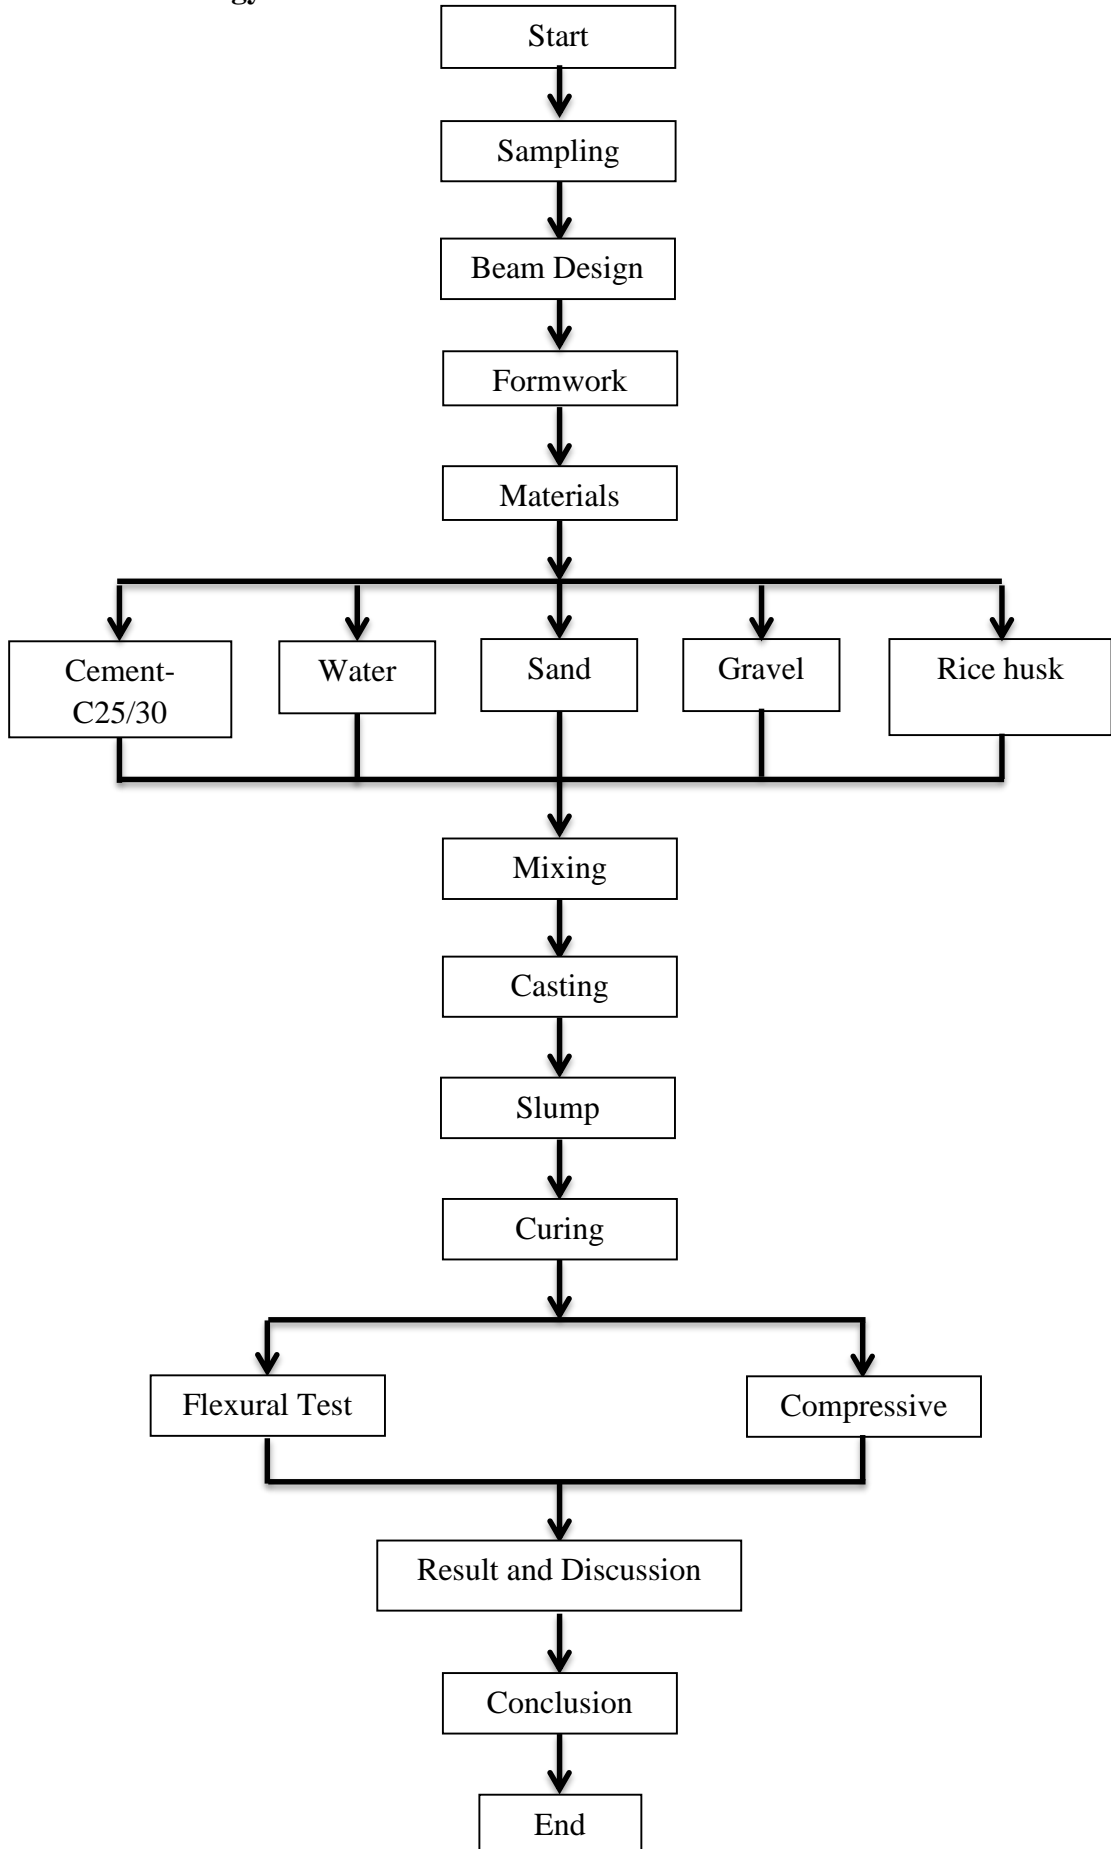 Start
Sampling
Beam Design
Formwork
Materials
Cement-
C25/30
Water
Sand
Gravel
Rice husk
Mixing
Casting
Slump
Curing
Flexural Test
Compressive
Result and Discussion
Conclusion
End